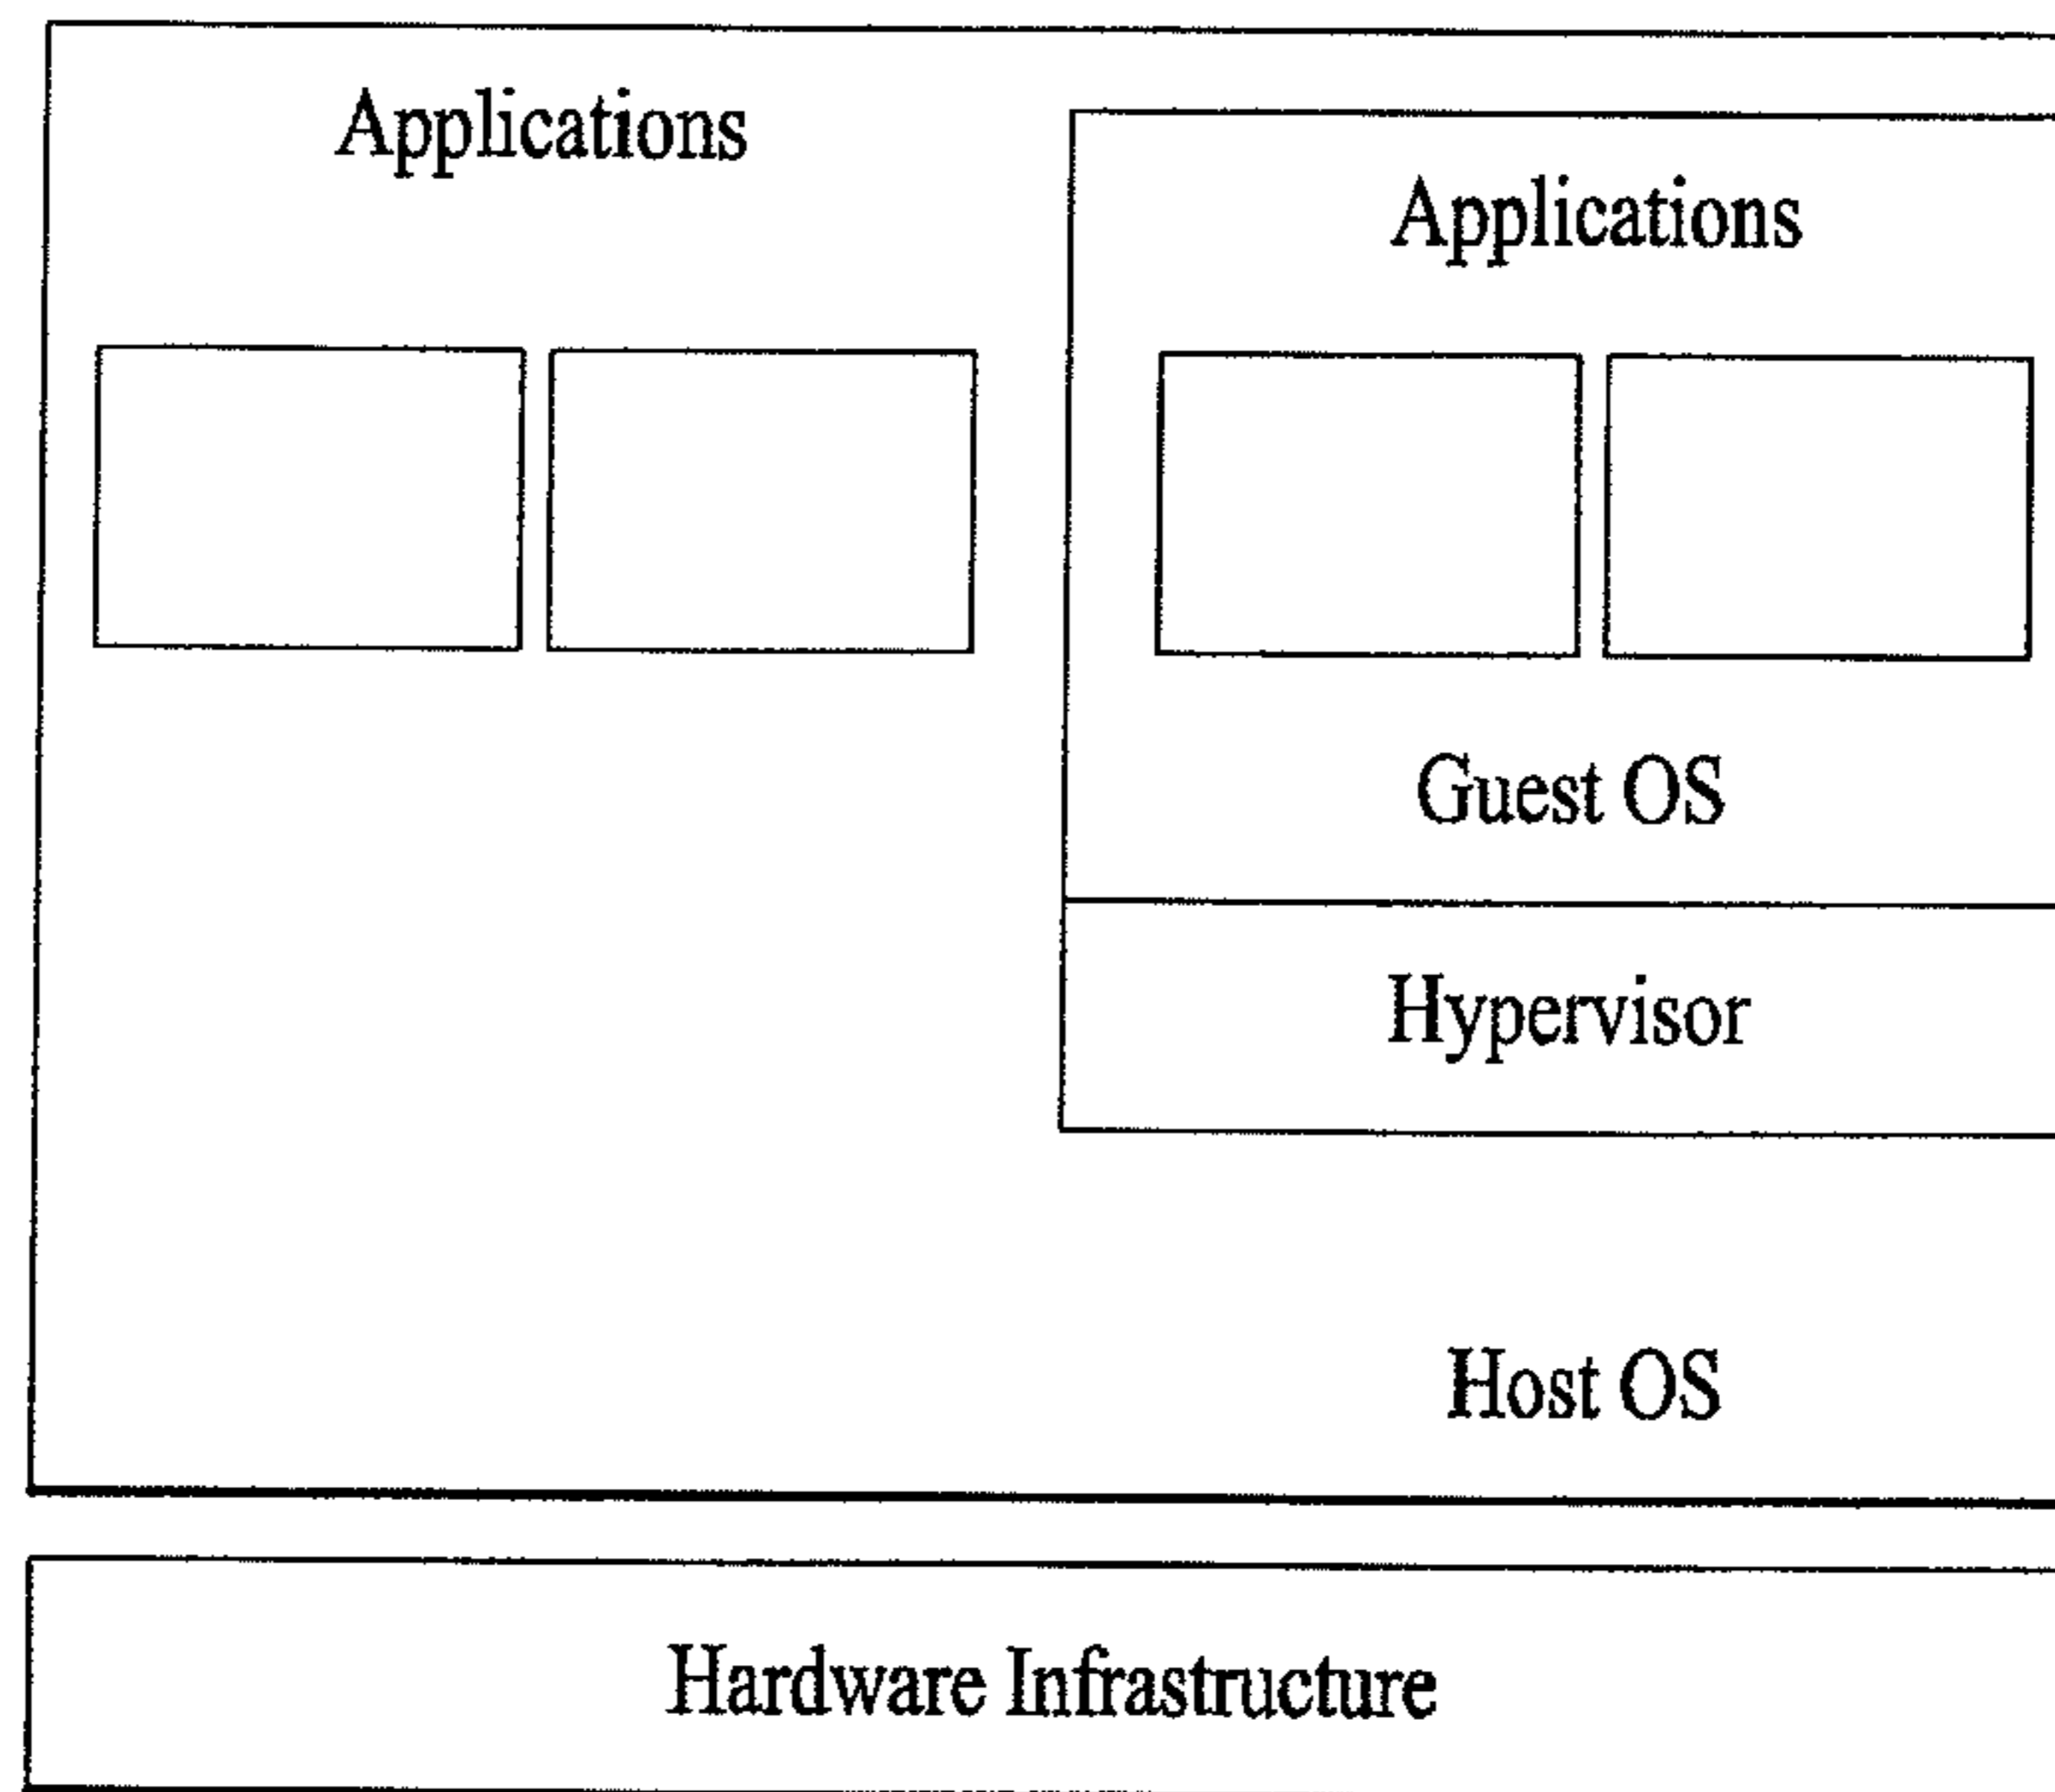 Applications
Applications
Guest OS
Hypervisor
Host OS
Hardware Infrastructure